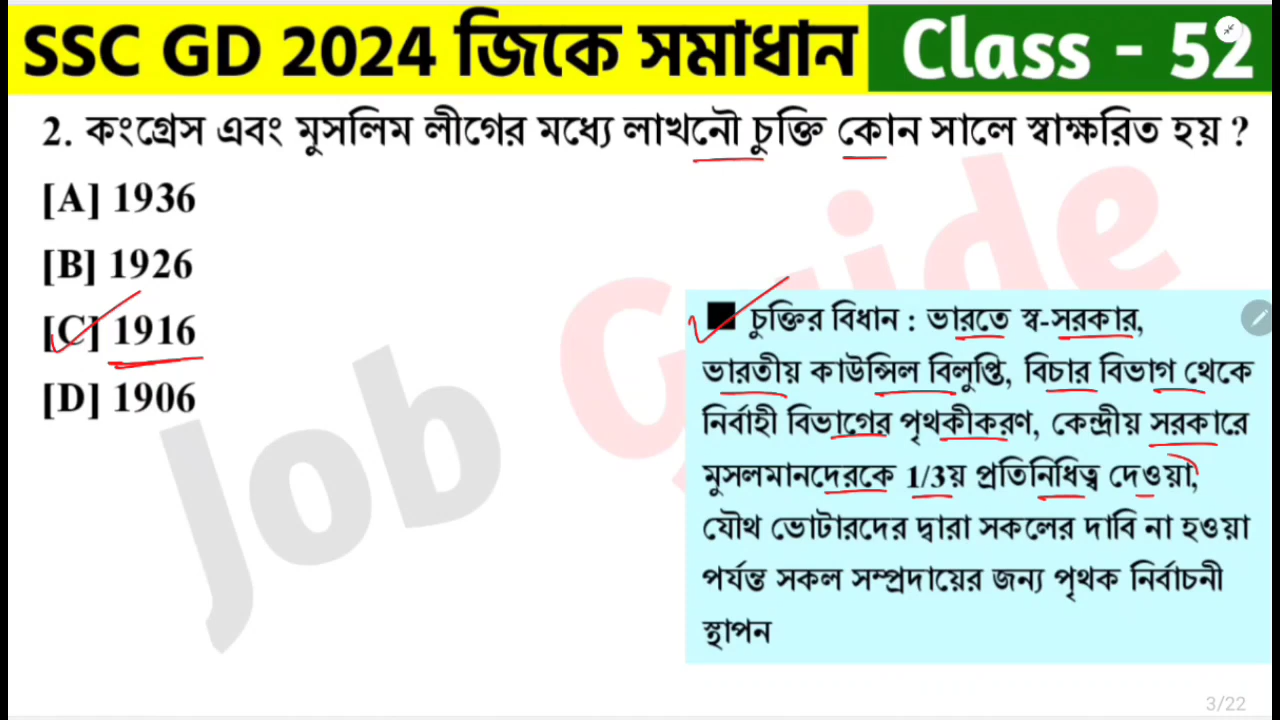 SSC GD 2024 জিকে সমাধান Class - 52
2. কংগ্রেস এবং মুসলিম লীগের মধ্যে লাখনৌ চুক্তি কোন সালে স্বাক্ষরিত হয় ?
[A] 1936
[B] 1926
[C] 1916
[D] 1906
■ চুক্তির বিধান : ভারতে স্ব-সরকার,
ভারতীয় কাউন্সিল বিলুপ্তি, বিচার বিভাগ থেকে
নির্বাহী বিভাগের পৃথকীকরণ, কেন্দ্রীয় সরকারে
মুসলমানদেরকে 1/3য় প্রতিনিধিত্ব দেওয়া,
যৌথ ভোটারদের দ্বারা সকলের দাবি না হওয়া
পর্যন্ত সকল সম্প্রদায়ের জন্য পৃথক নির্বাচনী
স্থাপন
Job Guide
3/22